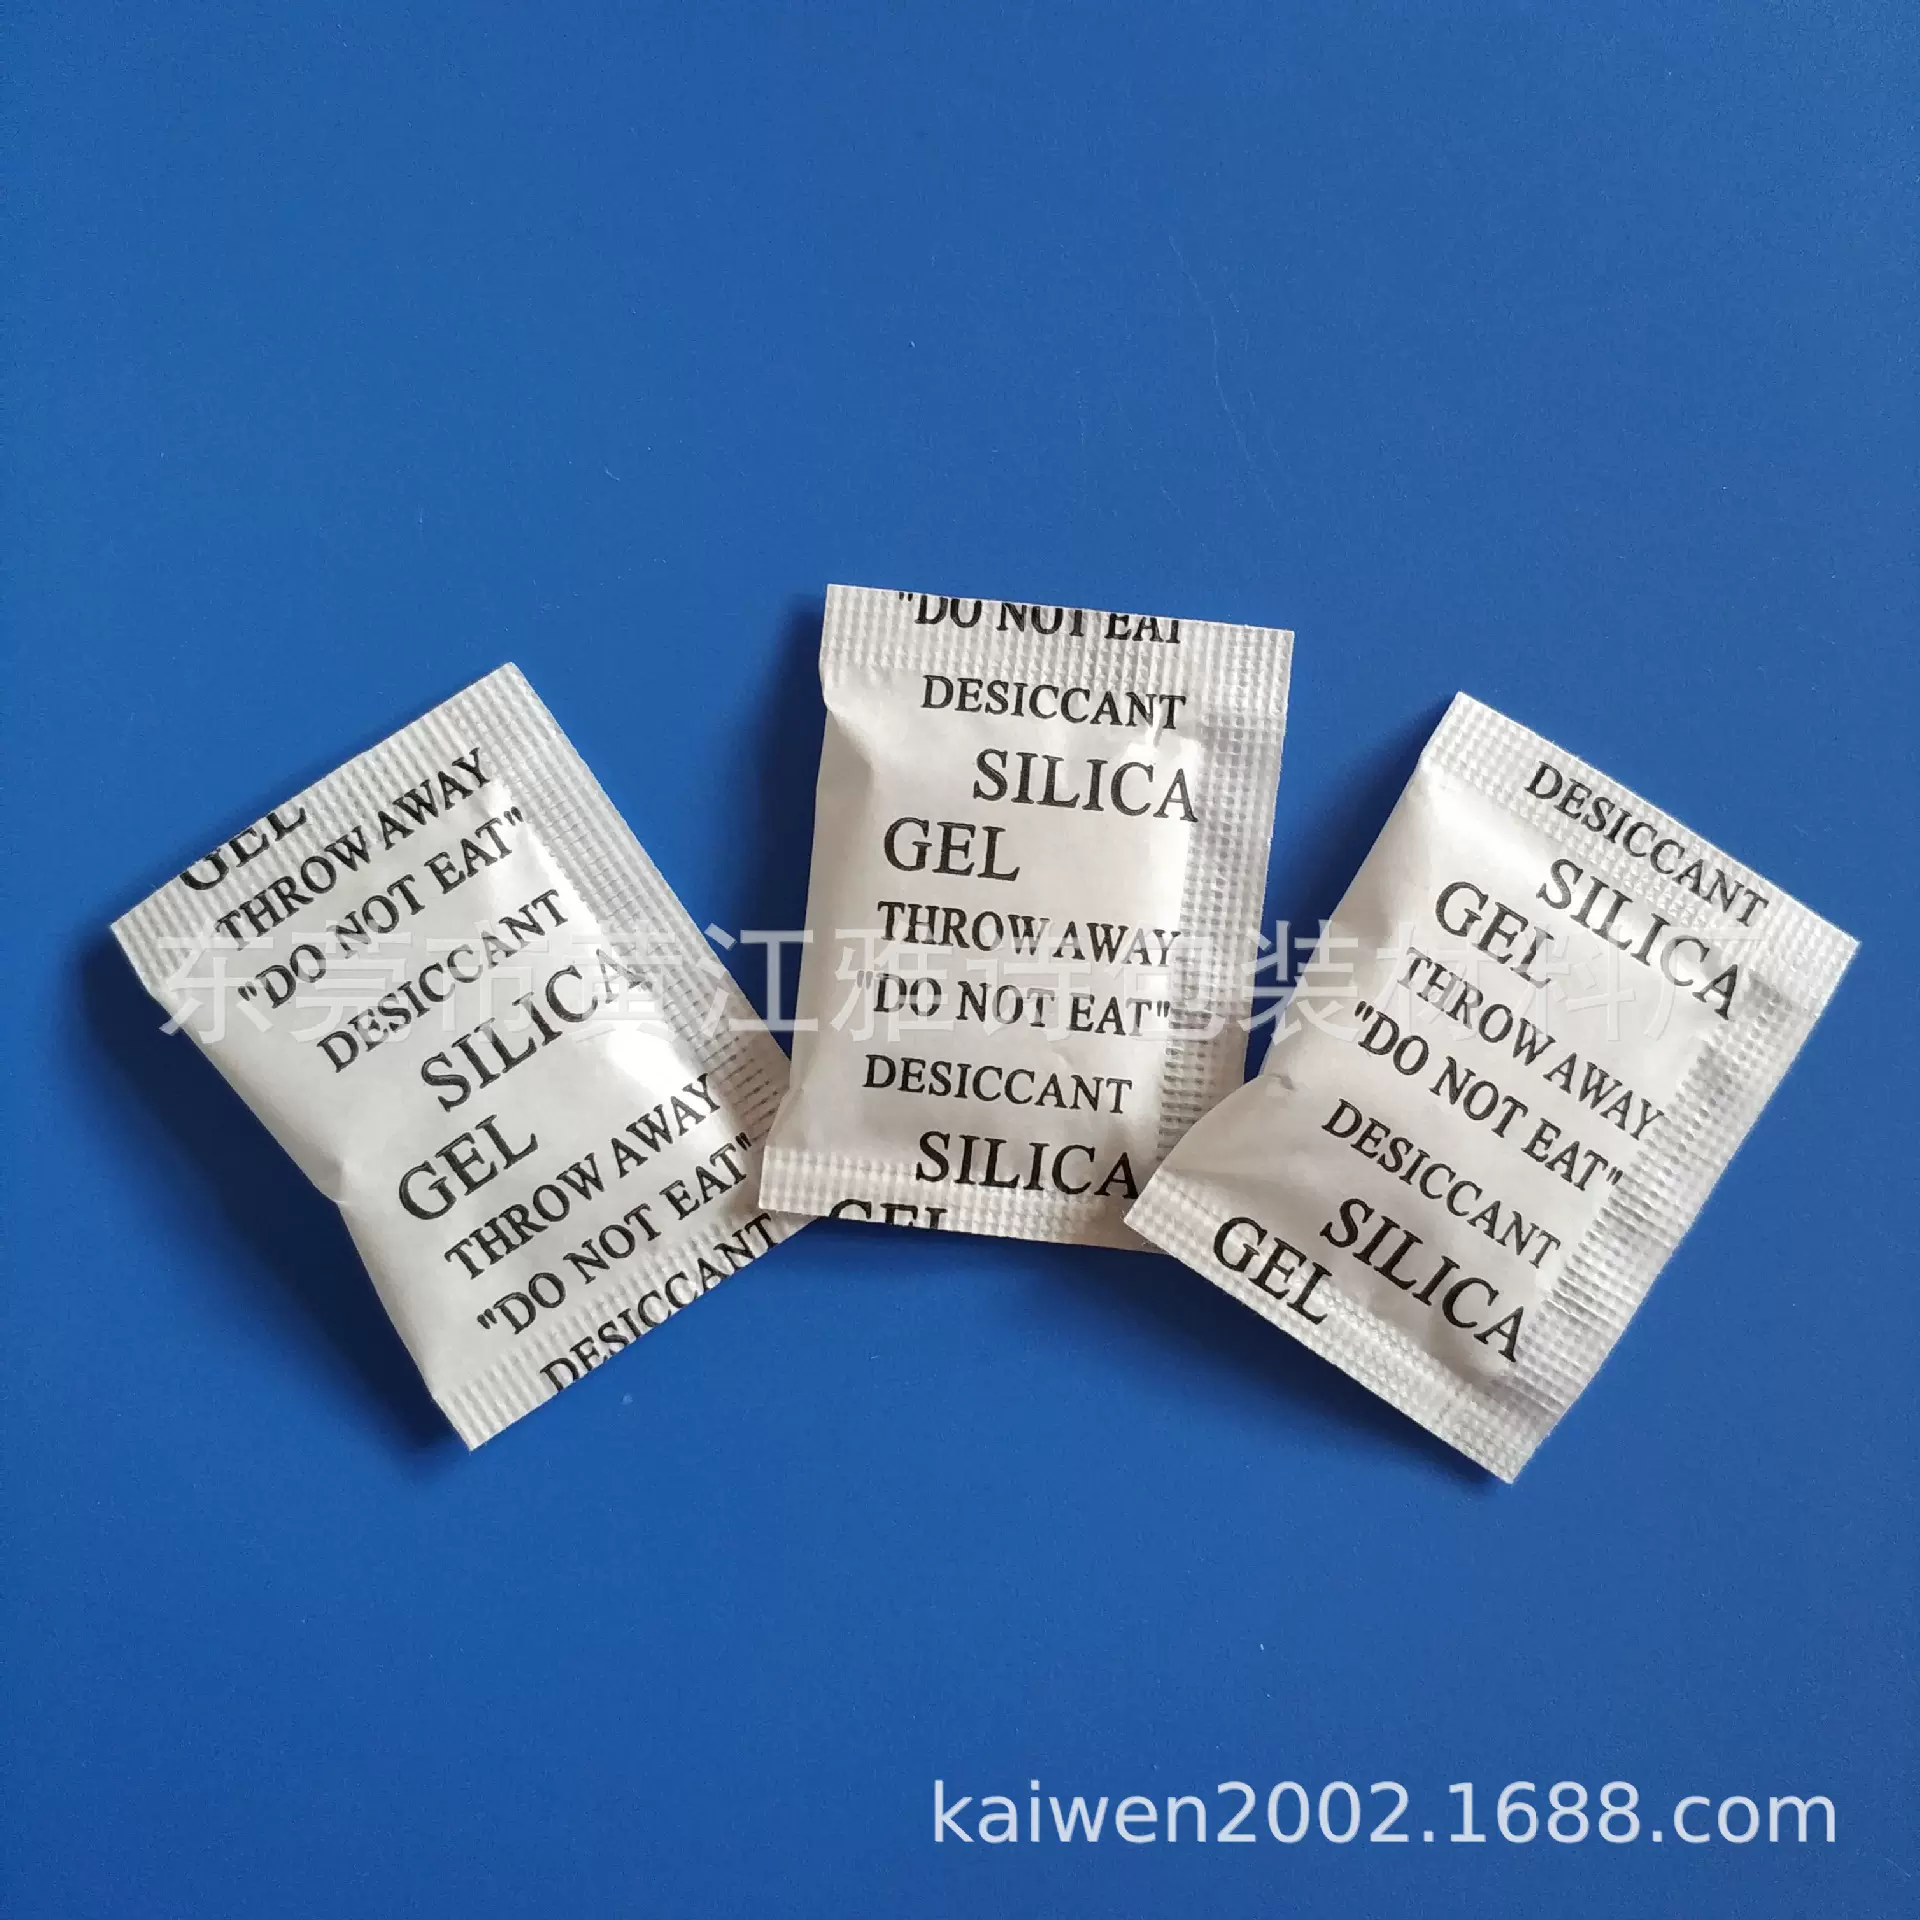 GEL
THROW AWAY
"DO NOT EAT"
DESICCANT
SILICA
GEL
THROW AWAY
"DO NOT EAT"
DESICCANT
"DO NOT EAT
DESICCANT
SILICA
GEL
THROW AWAY
"DO NOT EAT"
DESICCANT
SILICA
GEL
DESICCANT
SILICA
GEL
THROW AWAY
"DO NOT EAT"
DESICCANT
SILICA
GEL
东莞市黄江雅诗包装材料厂
kaiwen2002.1688.com